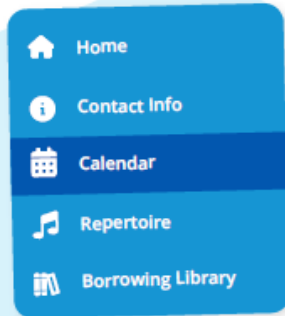 Home
Contact Info
Calendar
Repertoire
Borrowing Library